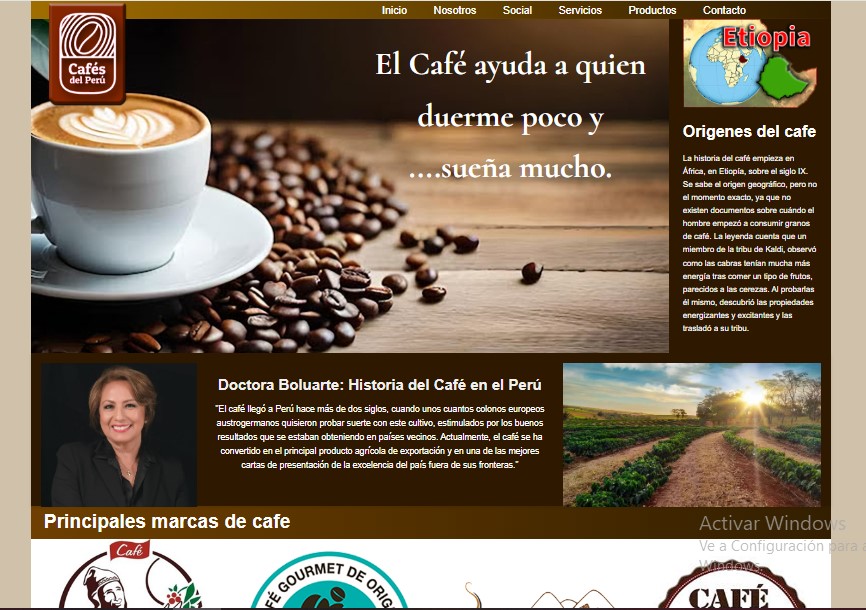 Inicio Nosotros Social Servicios Productos Contacto
Cafés
del Perú
El Café ayuda a quien
duerme poco y
....sueña mucho.
Etiopia
Origenes del cafe
La historia del café empieza en
África, en Etiopía, sobre el siglo IX.
Se sabe el origen geográfico, pero no
el momento exacto, ya que no
existen documentos sobre cuándo el
hombre empezó a consumir granos
de café. La leyenda cuenta que un
miembro de la tribu de Kaldi, observó
como las cabras tenían mucha más
energía tras comer un tipo de frutos,
parecidos a las cerezas. Al probarlas
él mismo, descubrió las propiedades
energizantes y excitantes y las
trasladó a su tribu.
Doctora Boluarte: Historia del Café en el Perú
"El café llegó a Perú hace más de dos siglos, cuando unos cuantos colonos europeos
austrogermanos quisieron probar suerte con este cultivo, estimulados por los buenos
resultados que se estaban obteniendo en países vecinos. Actualmente, el café se ha
convertido en el principal producto agrícola de exportación y en una de las mejores
cartas de presentación de la excelencia del país fuera de sus fronteras."
Principales marcas de cafe
Activar Windows
Ve a Configuración para a
Windows.
Café
FÉ GOURMET DE ORIG
CAFÉ